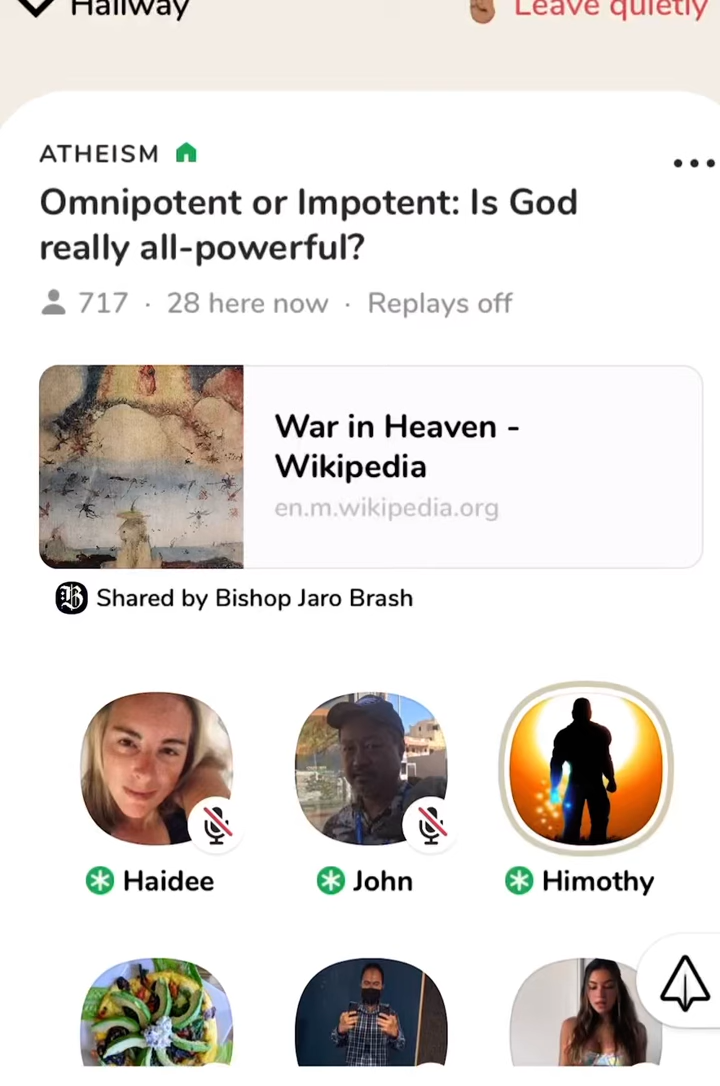 Hallway
Leave quietly
ATHEISM
Omnipotent or Impotent: Is God
really all-powerful?
717 · 28 here now · Replays off
War in Heaven -
Wikipedia
en.m.wikipedia.org
B Shared by Bishop Jaro Brash
Haidee
John
Himothy